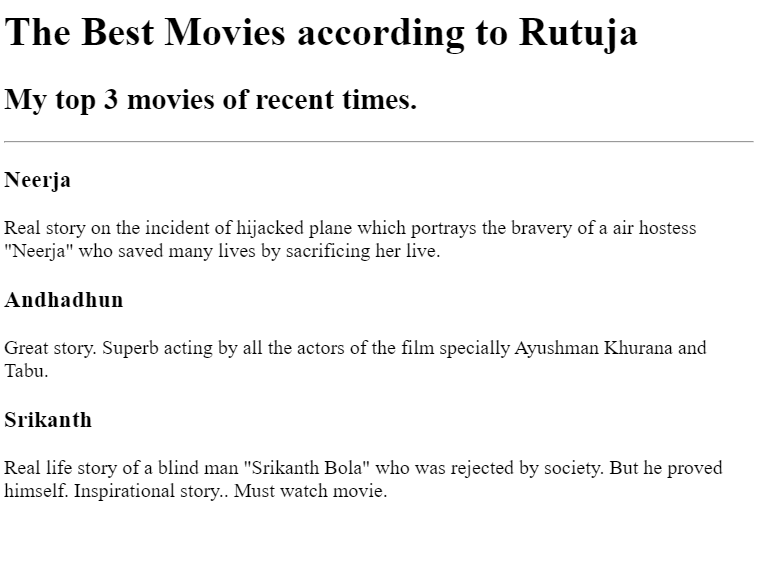 The Best Movies according to Rutuja
My top 3 movies of recent times.
Neerja
Real story on the incident of hijacked plane which portrays the bravery of a air hostess
"Neerja" who saved many lives by sacrificing her live.
Andhadhun
Great story. Superb acting by all the actors of the film specially Ayushman Khurana and
Tabu.
Srikanth
Real life story of a blind man "Srikanth Bola" who was rejected by society. But he proved
himself. Inspirational story.. Must watch movie.